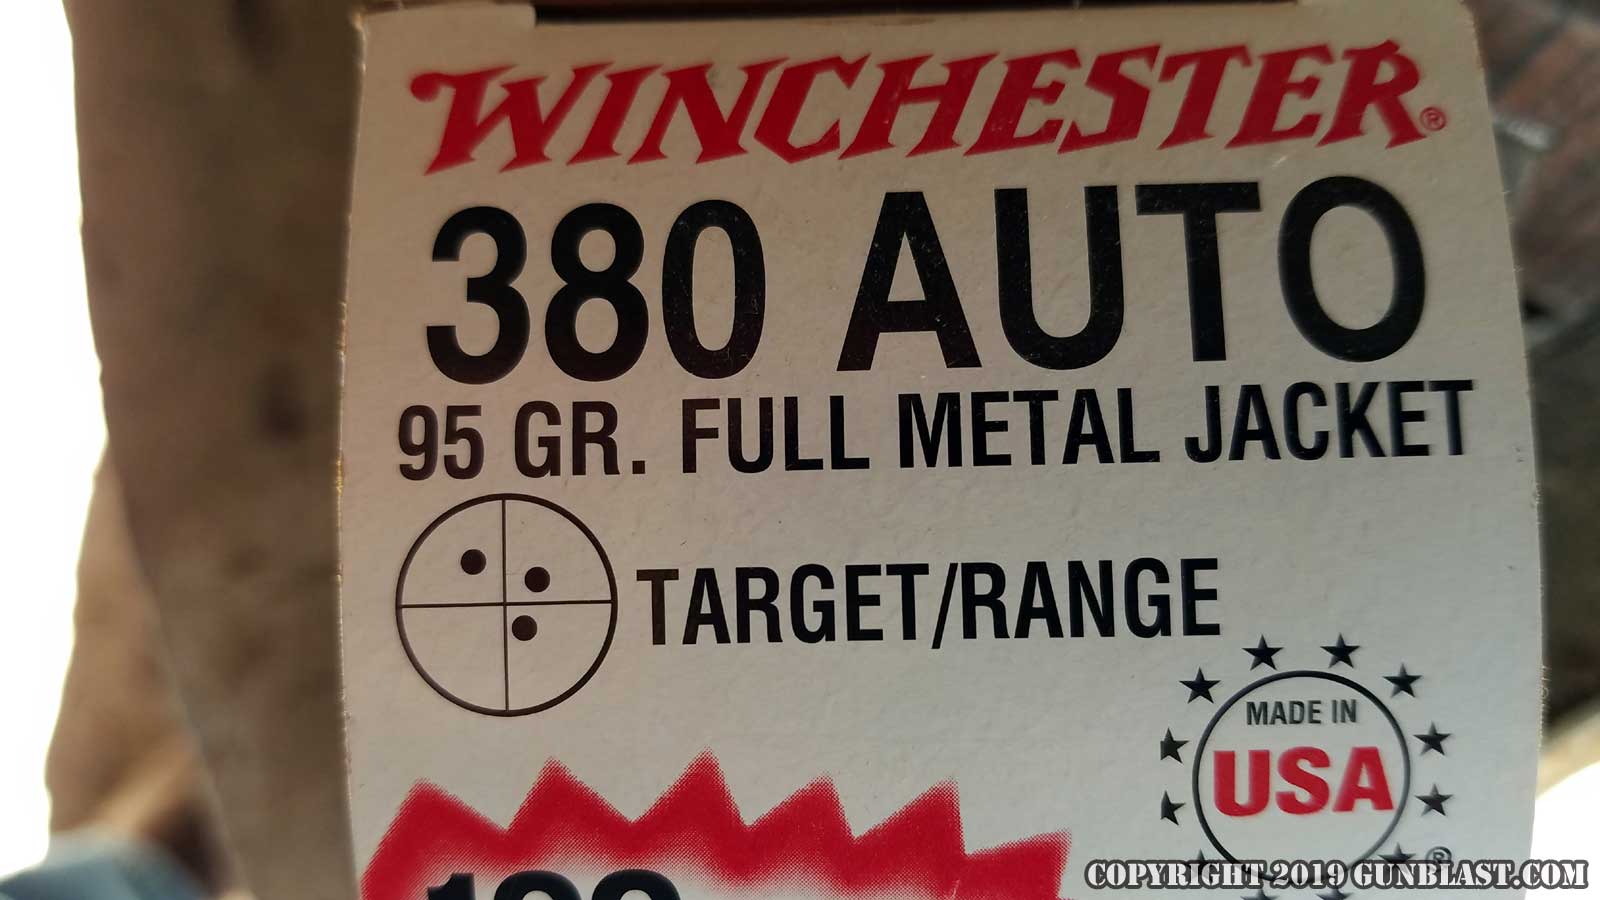 WINCHESTER®
380 AUTO
95 GR. FULL METAL JACKET
TARGET/RANGE
MADE IN
USA
®
COPYRIGHT 2019 GUNBLAST.COM